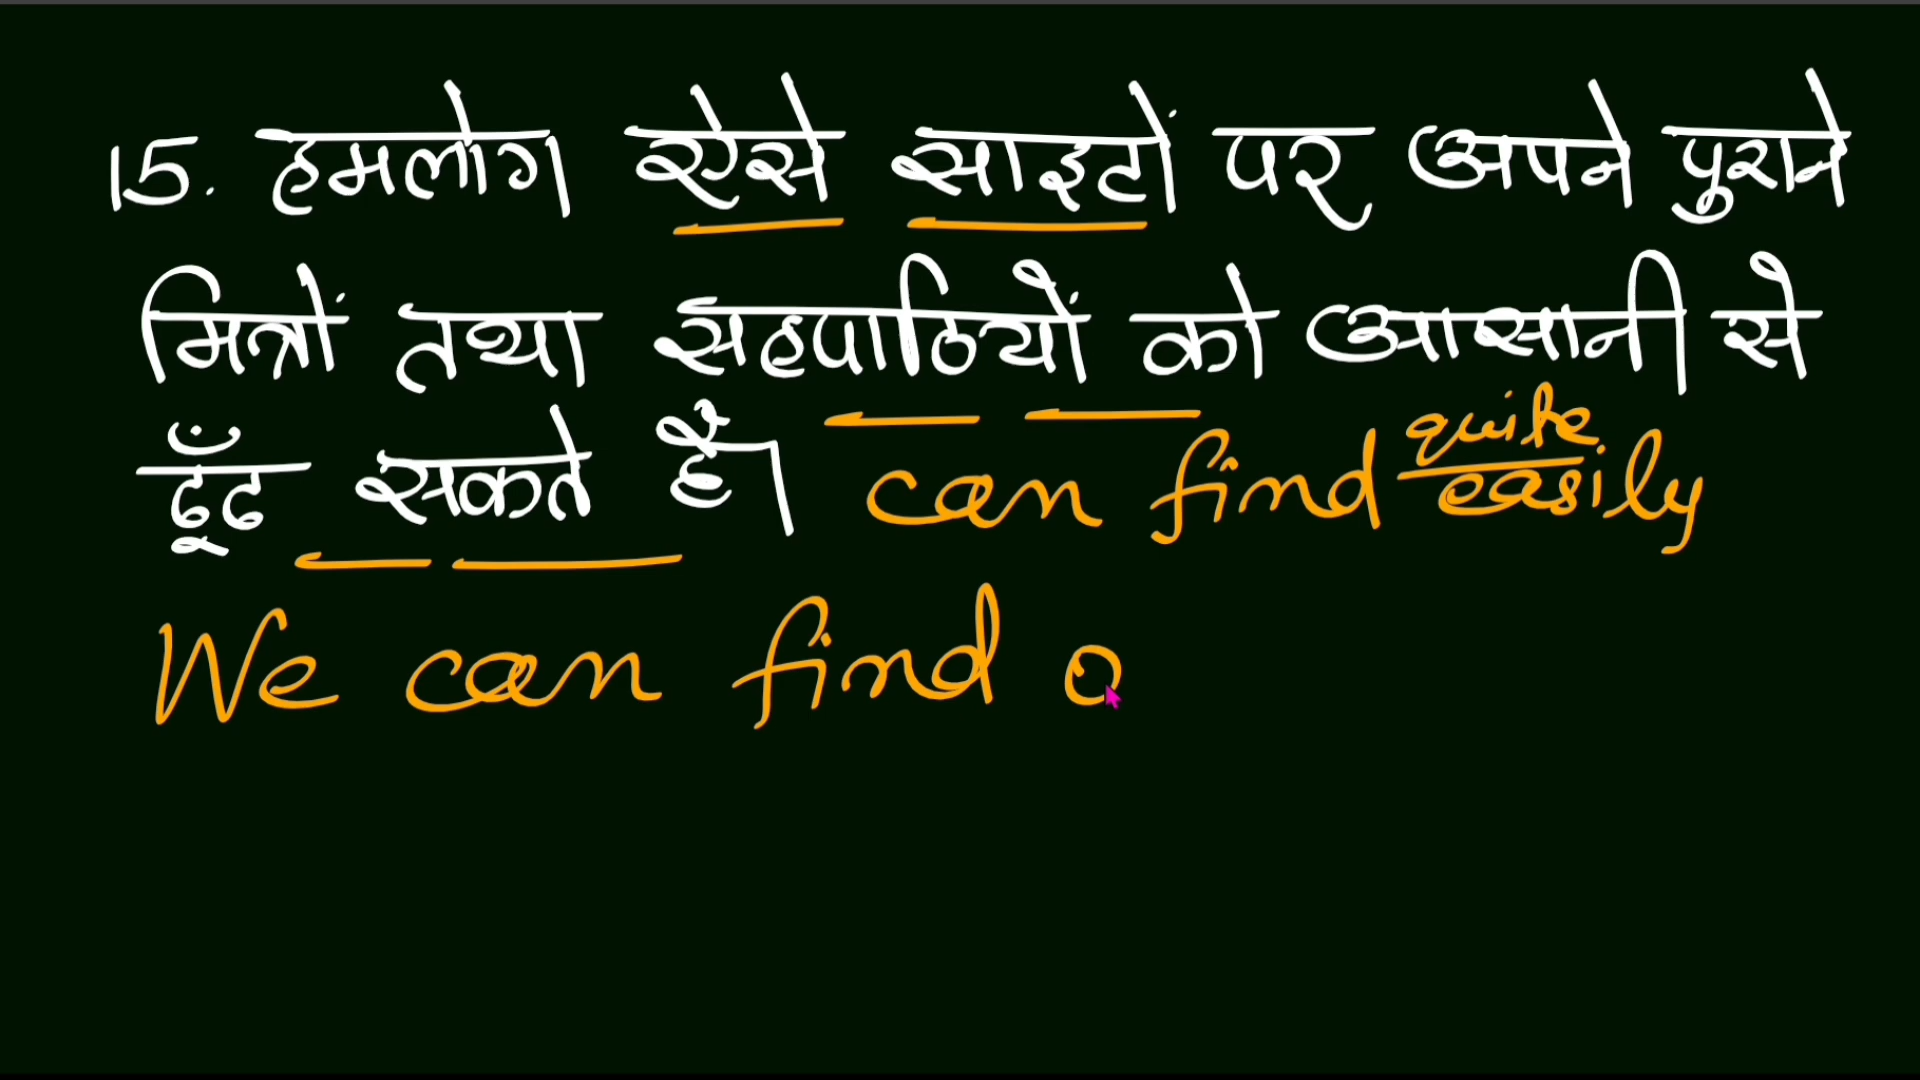 15. हमलोग ऐसे साइटों पर अपने पुराने
मित्रों तथा सहपाठियों को आसानी से
ढूँढ सकते हैं। can find quite easily
We can find o